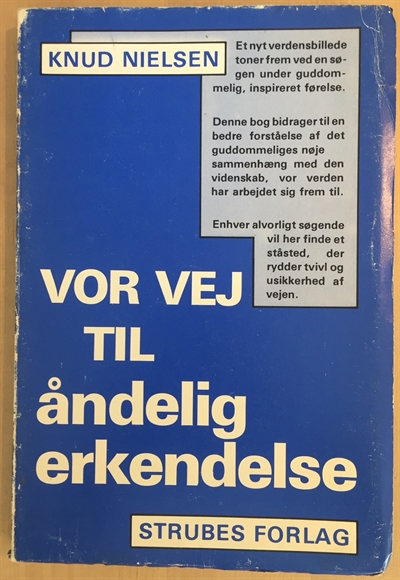 KNUD NIELSEN
Et nyt verdensbillede
toner frem ved en sø-
gen under guddom-
melig, inspireret førelse.
Denne bog bidrager til en
bedre forståelse af det
guddommeliges nøje
sammenhæng med den
videnskab, vor verden
har arbejdet sig frem til.
Enhver alvorligt søgende
vil her finde et
ståsted, der
rydder tvivl og
usikkerhed af
vejen.
VOR VEJ
TIL
åndelig
erkendelse
STRUBES FORLAG